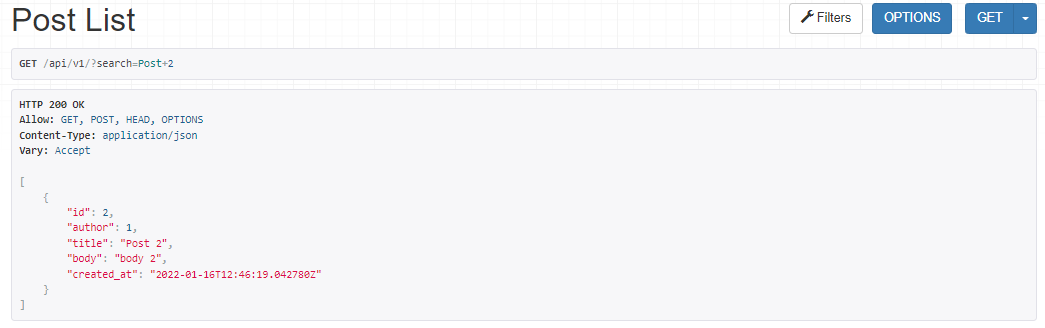 Post List
Filters
OPTIONS
GET
GET /api/v1/?search=Post+2
HTTP 200 OK
Allow: GET, POST, HEAD, OPTIONS
Content-Type: application/json
Vary: Accept
[
{
"id": 2,
"author": 1,
"title": "Post 2",
"body": "body 2",
"created_at": "2022-01-16T12:46:19.042780Z"
}
]